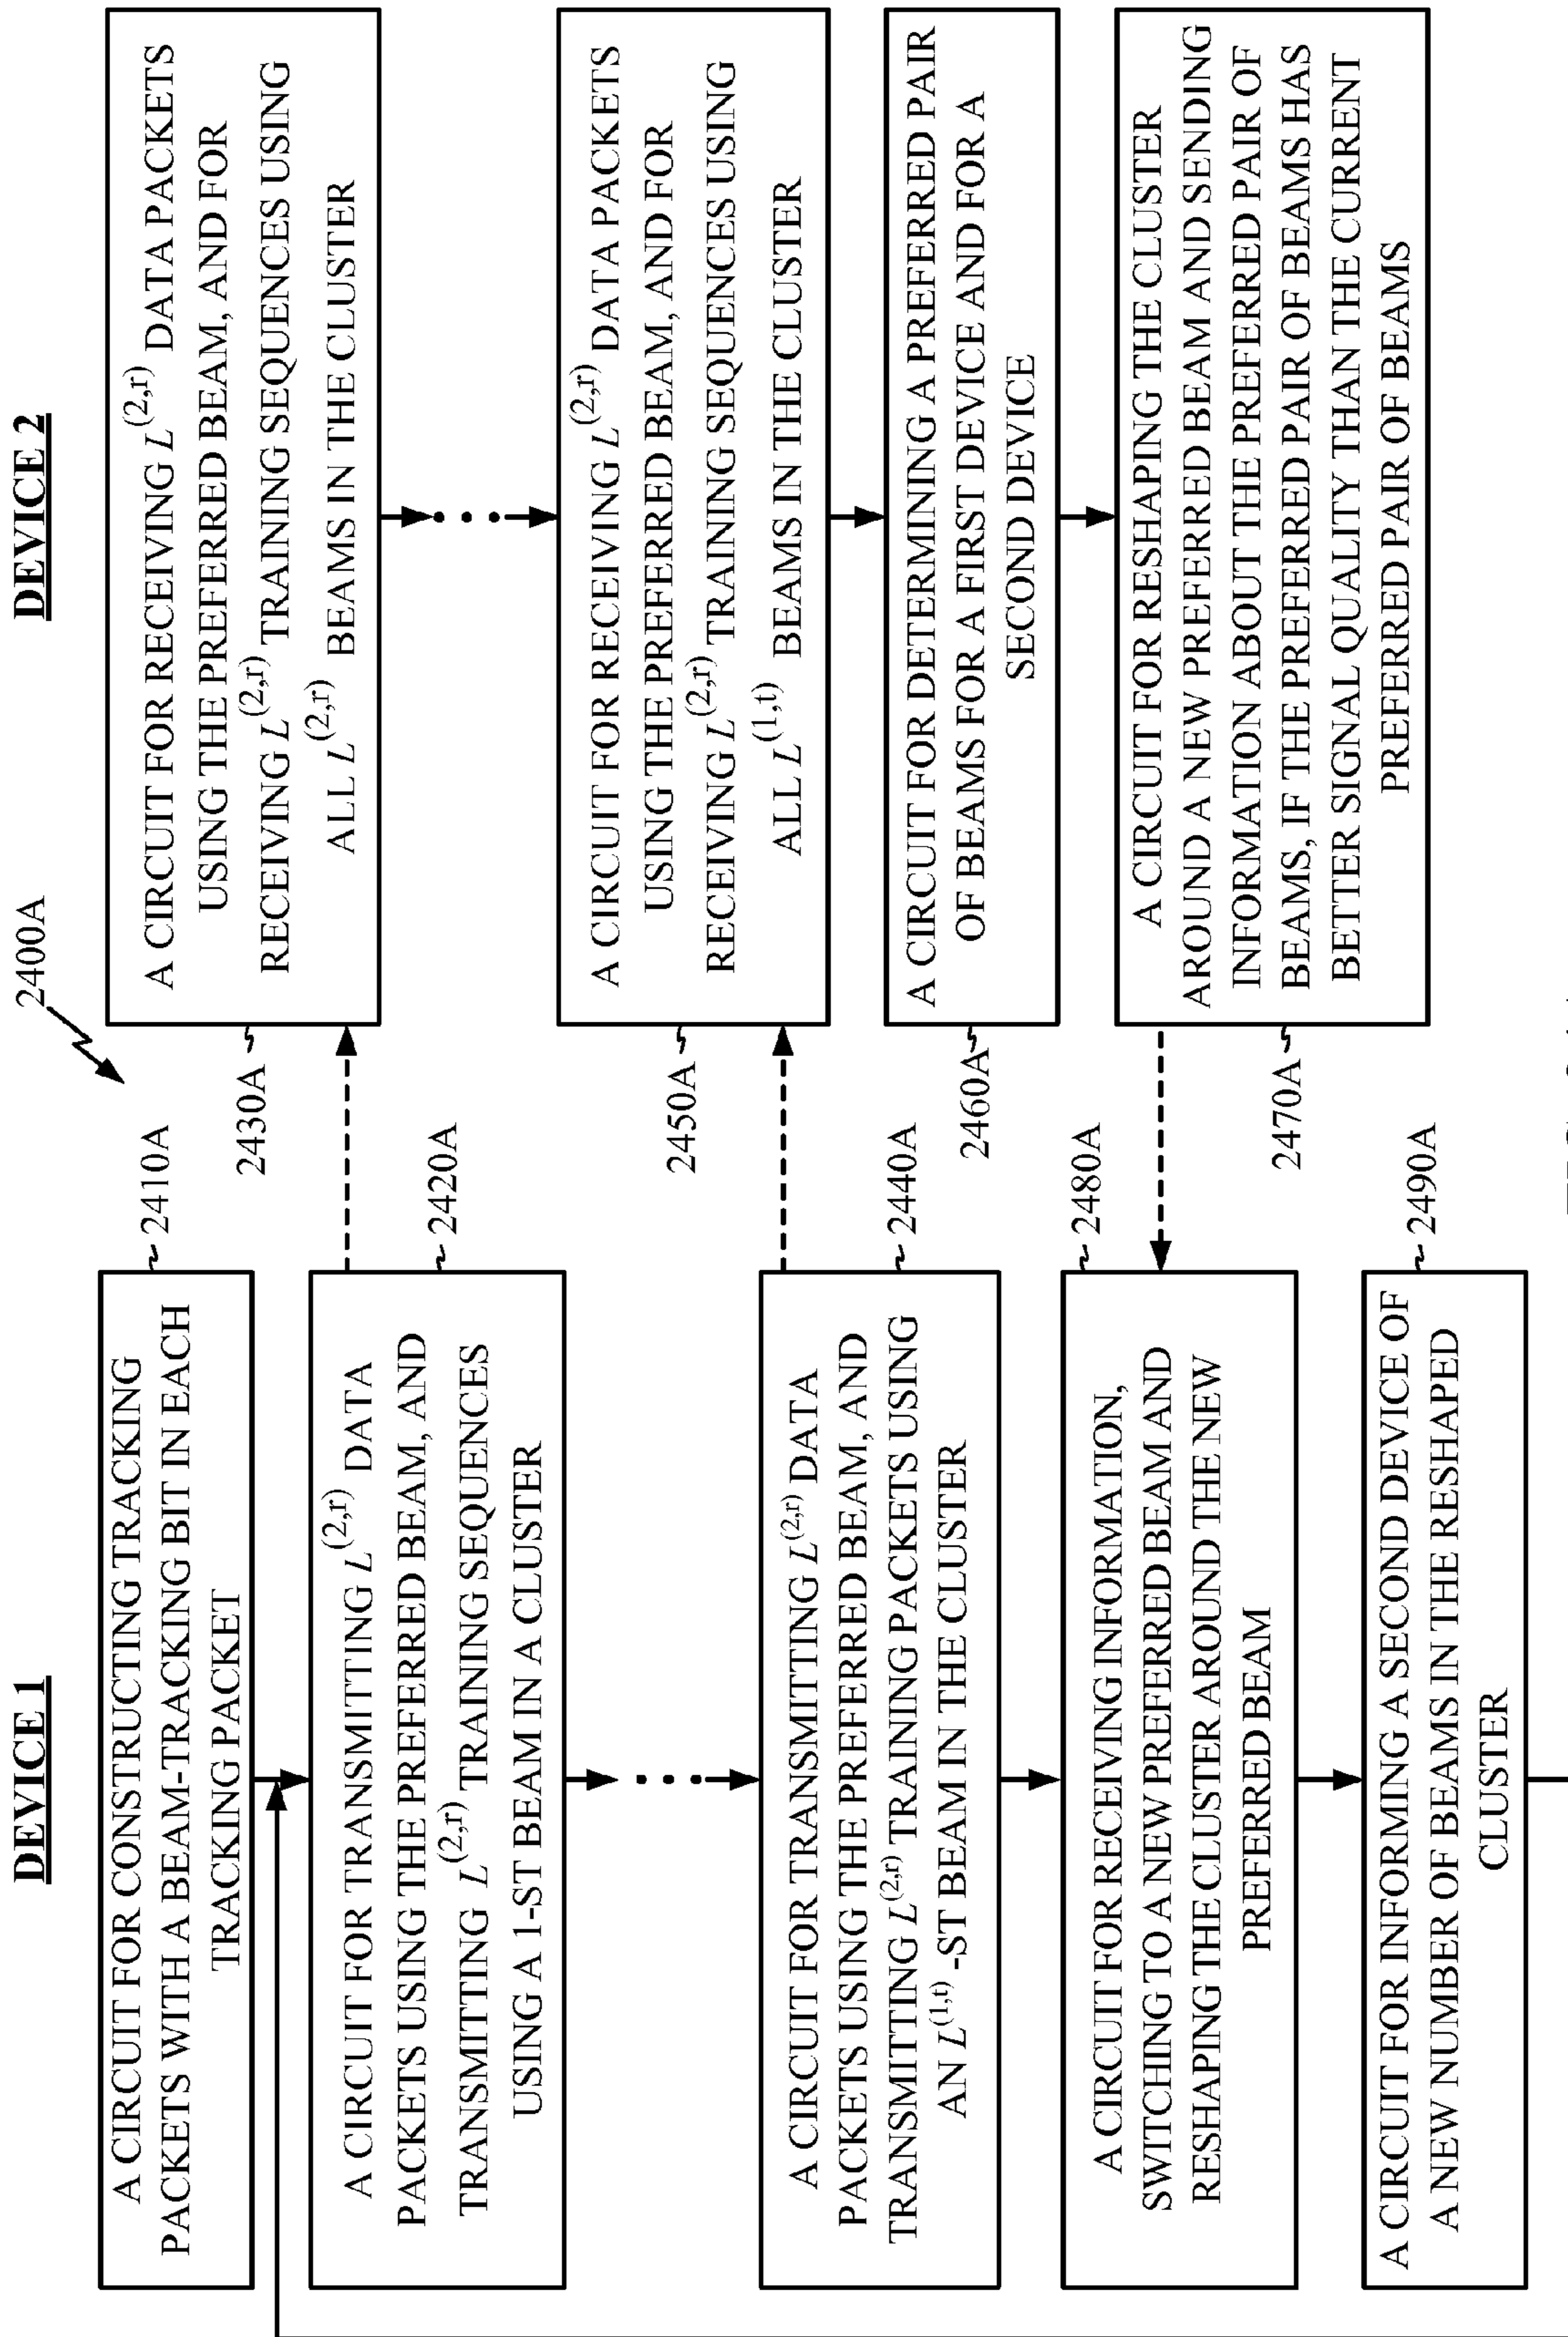 2400A
DEVICE 1
A CIRCUIT FOR CONSTRUCTING TRACKING
PACKETS WITH A BEAM-TRACKING BIT IN EACH
TRACKING PACKET
2410A
A CIRCUIT FOR TRANSMITTING L^(2,r) DATA
PACKETS USING THE PREFERRED BEAM, AND
TRANSMITTING L^(2,r) TRAINING SEQUENCES
USING A 1-ST BEAM IN A CLUSTER
2420A
A CIRCUIT FOR TRANSMITTING L^(2,r) DATA
PACKETS USING THE PREFERRED BEAM, AND
TRANSMITTING L^(2,r) TRAINING PACKETS USING
AN L^(1,t) -ST BEAM IN THE CLUSTER
2440A
A CIRCUIT FOR RECEIVING INFORMATION,
SWITCHING TO A NEW PREFERRED BEAM AND
RESHAPING THE CLUSTER AROUND THE NEW
PREFERRED BEAM
2480A
A CIRCUIT FOR INFORMING A SECOND DEVICE OF
A NEW NUMBER OF BEAMS IN THE RESHAPED
CLUSTER
2490A
DEVICE 2
A CIRCUIT FOR RECEIVING L^(2,r) DATA PACKETS
USING THE PREFERRED BEAM, AND FOR
RECEIVING L^(2,r) TRAINING SEQUENCES USING
ALL L^(2,r) BEAMS IN THE CLUSTER
2430A
A CIRCUIT FOR RECEIVING L^(2,r) DATA PACKETS
USING THE PREFERRED BEAM, AND FOR
RECEIVING L^(2,r) TRAINING SEQUENCES USING
ALL L^(1,t) BEAMS IN THE CLUSTER
2450A
A CIRCUIT FOR DETERMINING A PREFERRED PAIR
OF BEAMS FOR A FIRST DEVICE AND FOR A
SECOND DEVICE
2460A
A CIRCUIT FOR RESHAPING THE CLUSTER
AROUND A NEW PREFERRED BEAM AND SENDING
INFORMATION ABOUT THE PREFERRED PAIR OF
BEAMS, IF THE PREFERRED PAIR OF BEAMS HAS
BETTER SIGNAL QUALITY THAN THE CURRENT
PREFERRED PAIR OF BEAMS
2470A